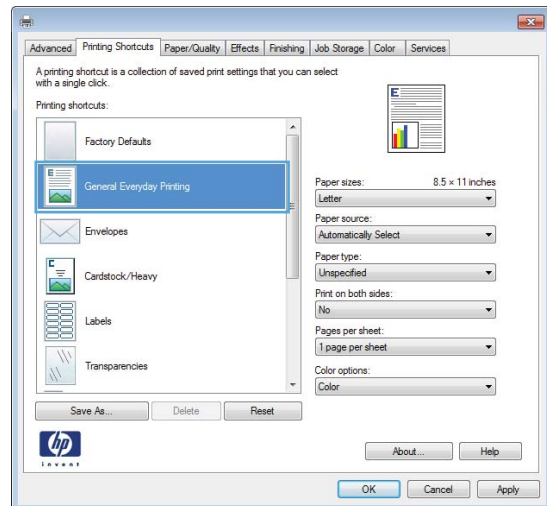 Advanced Printing Shortcuts Paper/Quality Effects Finishing Job Storage Color Services
A printing shortcut is a collection of saved print settings that you can select
with a single click.
Printing shortcuts:
Factory Defaults
General Everyday Printing
Envelopes
Cardstock/Heavy
Labels
Transparencies
Save As... Delete Reset
E
Paper sizes: 8.5 × 11 inches
Letter
Paper source:
Automatically Select
Paper type:
Unspecified
Print on both sides:
No
Pages per sheet:
1 page per sheet
Color options:
Color
hp
invent
About... Help
OK Cancel Apply